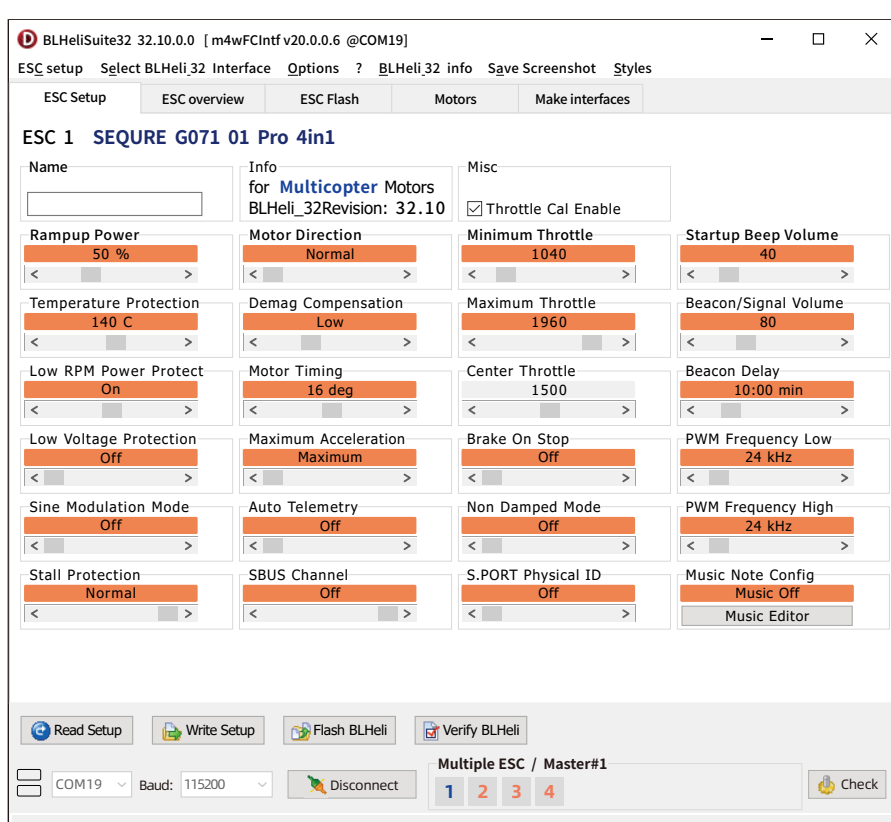 BLHeliSuite32 32.10.0.0 [ m4wFCIntf v20.0.0.6 @COM19]
ESC setup Select BLHeli_32 Interface Options ? BLHeli_32 info Save Screenshot Styles
ESC Setup ESC overview ESC Flash Motors Make interfaces
ESC 1 SEQURE G071 01 Pro 4in1
Name Info Misc
for Multicopter Motors
BLHeli_32Revision: 32.10 Throttle Cal Enable
Rampup Power Motor Direction Minimum Throttle Startup Beep Volume
50 % Normal 1040 40
< > < > < > < >
Temperature Protection Demag Compensation Maximum Throttle Beacon/Signal Volume
140 C Low 1960 80
< > < > < > < >
Low RPM Power Protect Motor Timing Center Throttle Beacon Delay
On 16 deg 1500 10:00 min
< > < > < > < >
Low Voltage Protection Maximum Acceleration Brake On Stop PWM Frequency Low
Off Maximum Off 24 kHz
< > < > < > < >
Sine Modulation Mode Auto Telemetry Non Damped Mode PWM Frequency High
Off Off Off 24 kHz
< > < > < > < >
Stall Protection SBUS Channel S.PORT Physical ID Music Note Config
Normal Off Off Music Off
< > < > < > Music Editor
Read Setup Write Setup Flash BLHeli Verify BLHeli
Multiple ESC / Master#1
COM19 Baud: 115200 Disconnect 1 2 3 4 Check